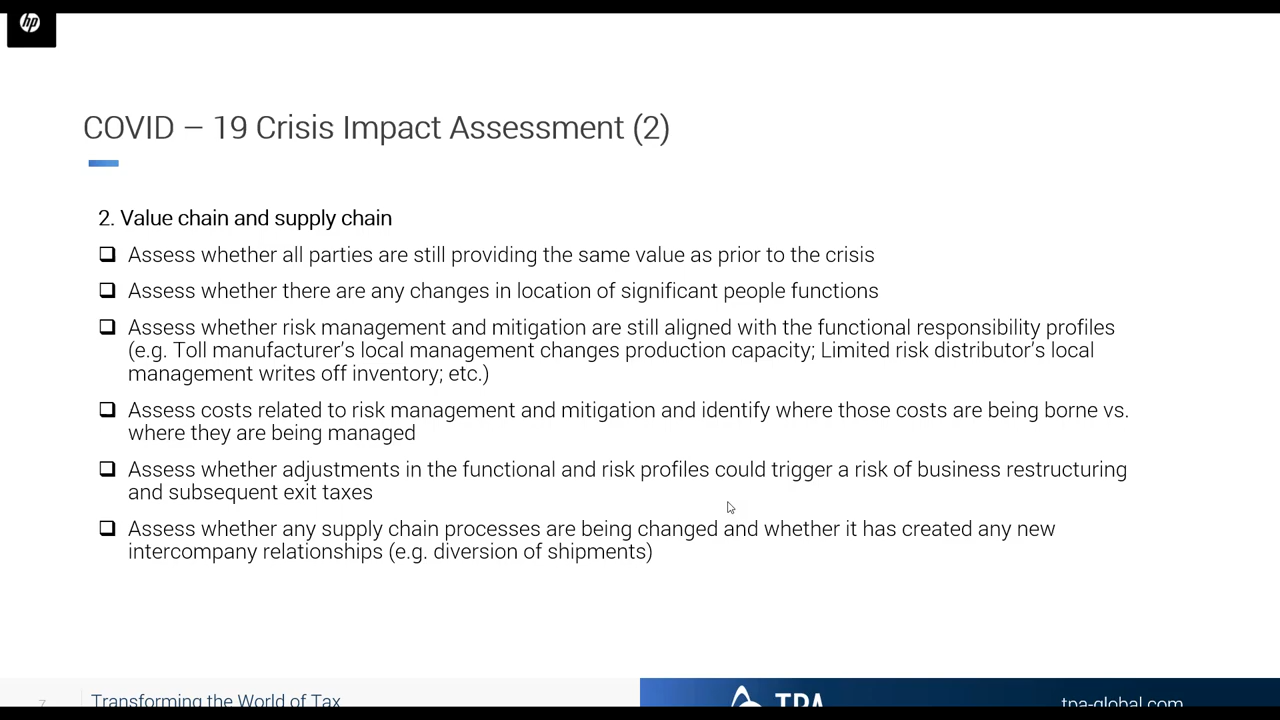 hp
COVID – 19 Crisis Impact Assessment (2)
2. Value chain and supply chain
❑ Assess whether all parties are still providing the same value as prior to the crisis
❑ Assess whether there are any changes in location of significant people functions
❑ Assess whether risk management and mitigation are still aligned with the functional responsibility profiles
(e.g. Toll manufacturer's local management changes production capacity; Limited risk distributor's local
management writes off inventory; etc.)
❑ Assess costs related to risk management and mitigation and identify where those costs are being borne vs.
where they are being managed
❑ Assess whether adjustments in the functional and risk profiles could trigger a risk of business restructuring
and subsequent exit taxes
❑ Assess whether any supply chain processes are being changed and whether it has created any new
intercompany relationships (e.g. diversion of shipments)
7 Transforming the World of Tax TPA tpa-global.com